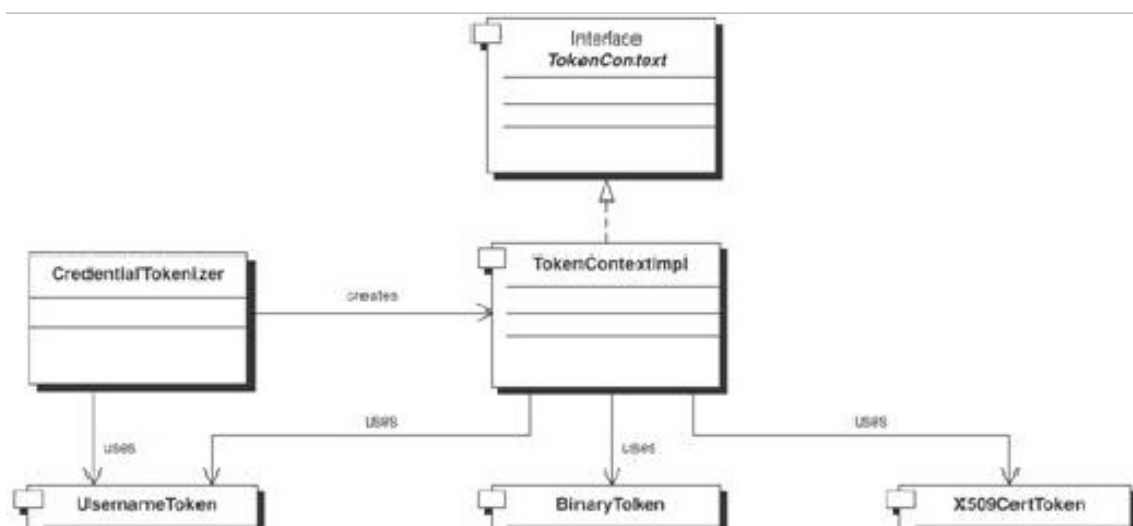 Interface
TokenContext
CredentialTokenizer
TokenContextImpl
creates
uses
uses
uses
uses
UsernameToken
BinaryToken
X509CertToken